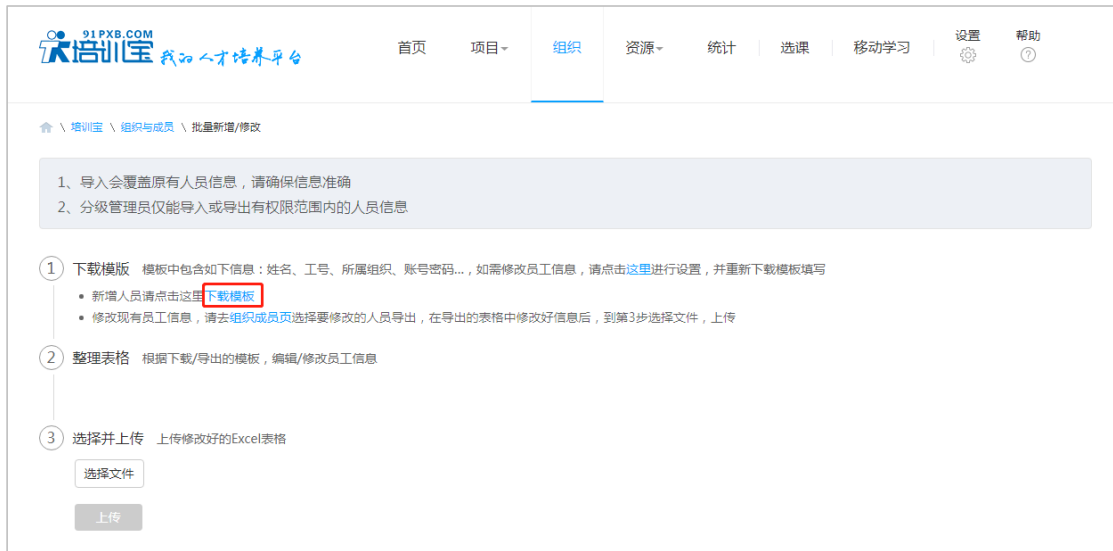 91PXB.COM
培训宝 我的人才培养平台
首页 项目 组织 资源 统计 选课 移动学习 设置 帮助
\ 培训宝 \ 组织与成员 \ 批量新增/修改
1、导入会覆盖原有人员信息，请确保信息准确
2、分级管理员仅能导入或导出有权限范围内的人员信息
1 下载模版 模板中包含如下信息：姓名、工号、所属组织、账号密码...，如需修改员工信息，请点击这里进行设置，并重新下载模板填写
• 新增人员请点击这里下载模板
• 修改现有员工信息，请去组织成员页选择要修改的人员导出，在导出的表格中修改好信息后，到第3步选择文件，上传
2 整理表格 根据下载/导出的模板，编辑/修改员工信息
3 选择并上传 上传修改好的Excel表格
选择文件
上传